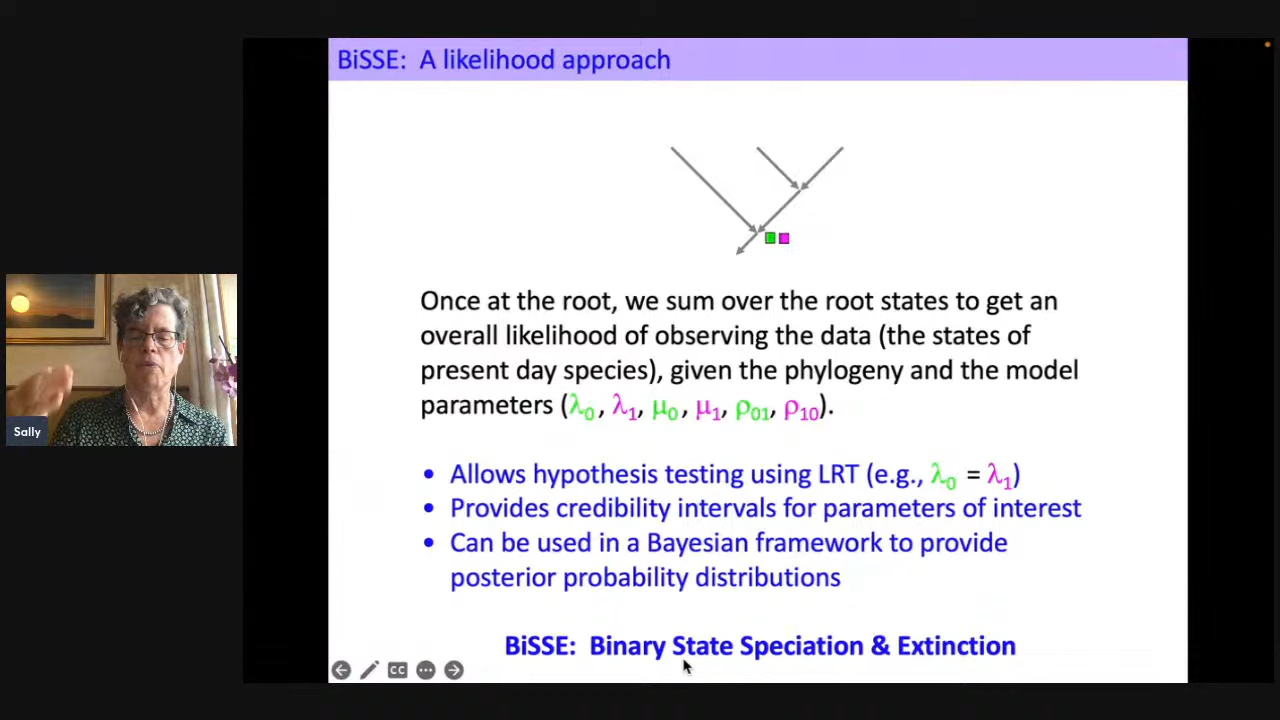 BiSSE: A likelihood approach
Once at the root, we sum over the root states to get an
overall likelihood of observing the data (the states of
present day species), given the phylogeny and the model
parameters (λ0, λ1, μ0, μ1, ρ01, ρ10).
• Allows hypothesis testing using LRT (e.g., λ0 = λ1)
• Provides credibility intervals for parameters of interest
• Can be used in a Bayesian framework to provide
posterior probability distributions
BiSSE: Binary State Speciation & Extinction
CC
Sally